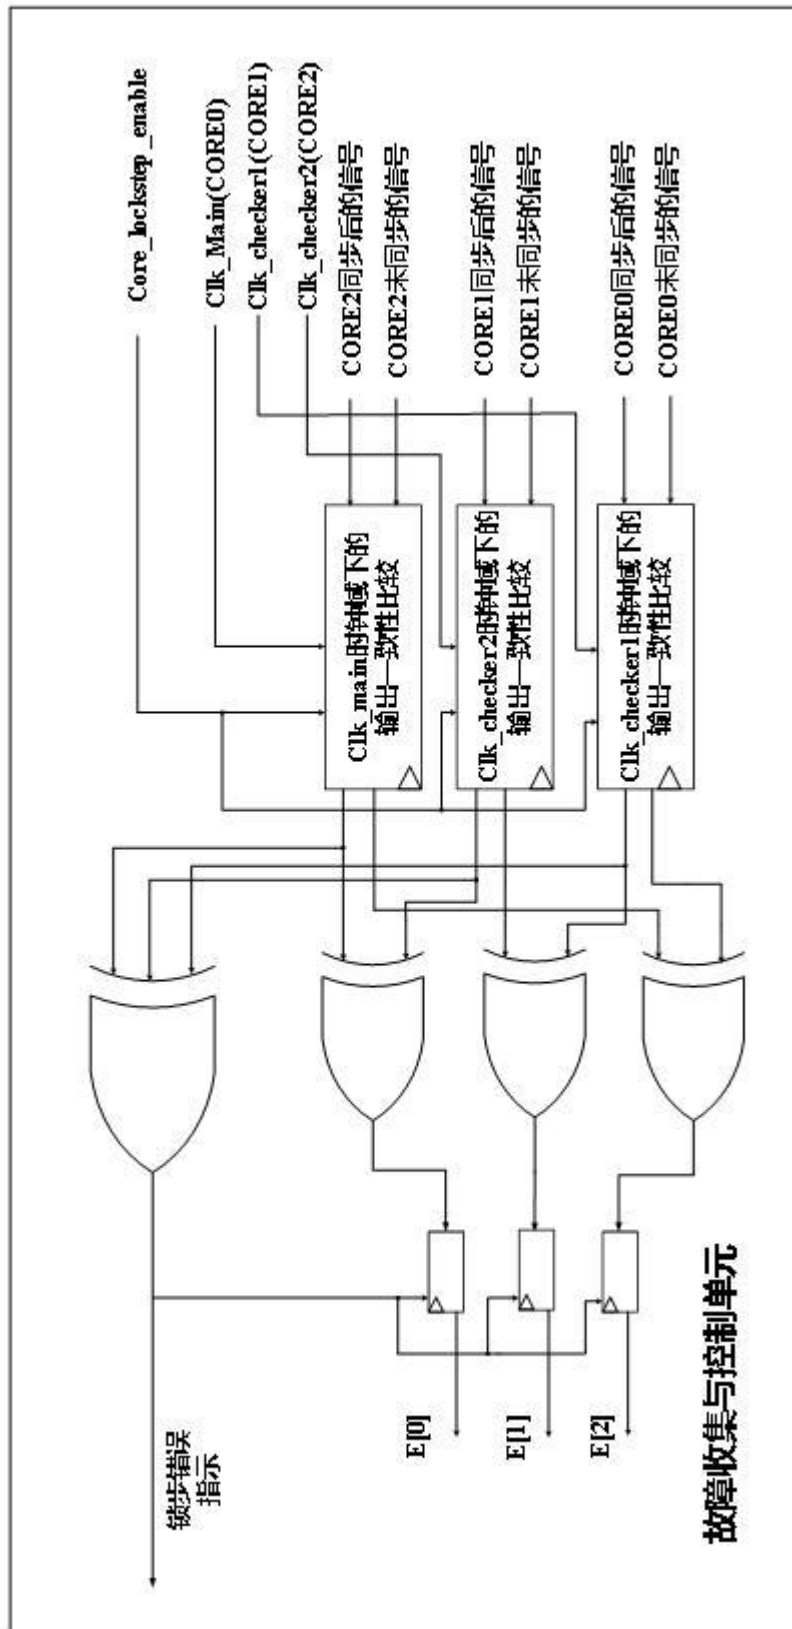 Core_lockstep_enable
Clk_Main(CORE0)
Clk_checker1(CORE1)
Clk_checker2(CORE2)
CORE2同步后的信号
CORE2未同步的信号
CORE1同步后的信号
CORE1未同步的信号
CORE0同步后的信号
CORE0未同步的信号
Clk_main时钟域下的
输出一致性比较
Clk_checker2时钟域下的
输出一致性比较
Clk_checker1时钟域下的
输出一致性比较
锁步错误
指示
E[0]
E[1]
E[2]
故障收集与控制单元